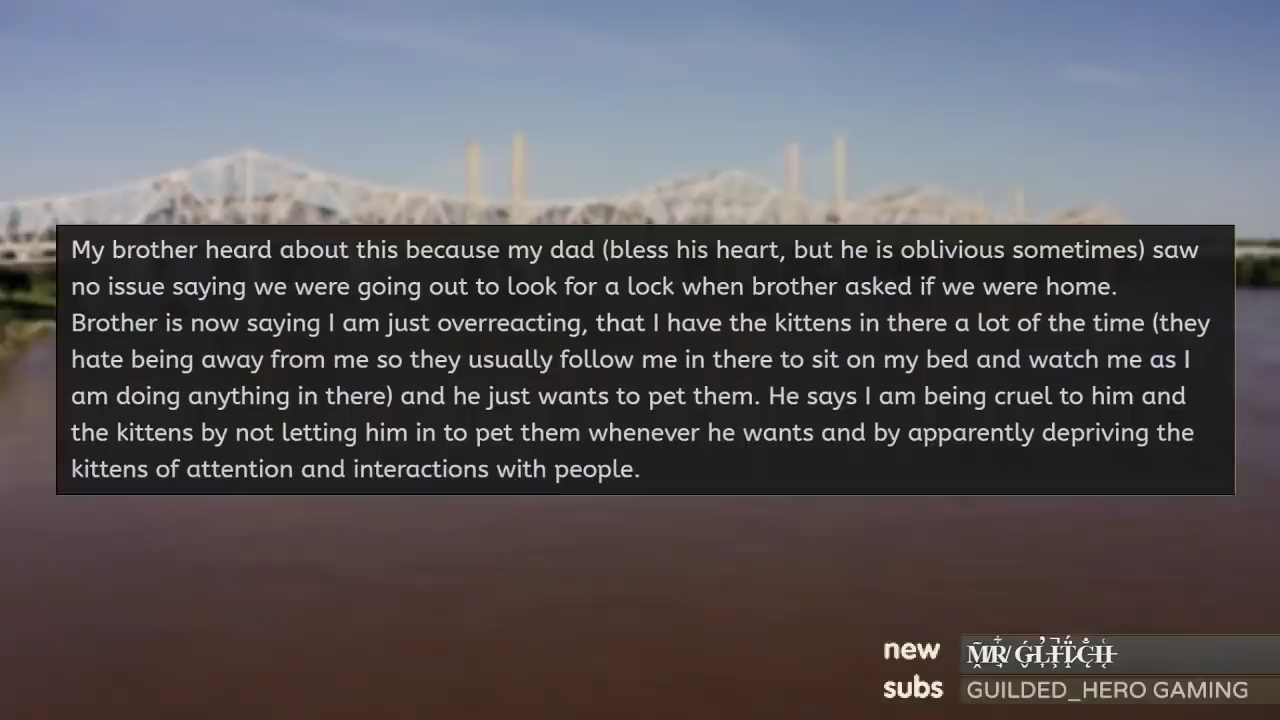 My brother heard about this because my dad (bless his heart, but he is oblivious sometimes) saw
no issue saying we were going out to look for a lock when brother asked if we were home.
Brother is now saying I am just overreacting, that I have the kittens in there a lot of the time (they
hate being away from me so they usually follow me in there to sit on my bed and watch me as I
am doing anything in there) and he just wants to pet them. He says I am being cruel to him and
the kittens by not letting him in to pet them whenever he wants and by apparently depriving the
kittens of attention and interactions with people.
new
MR/ GLITCH
subs
GUILDED_HERO GAMING